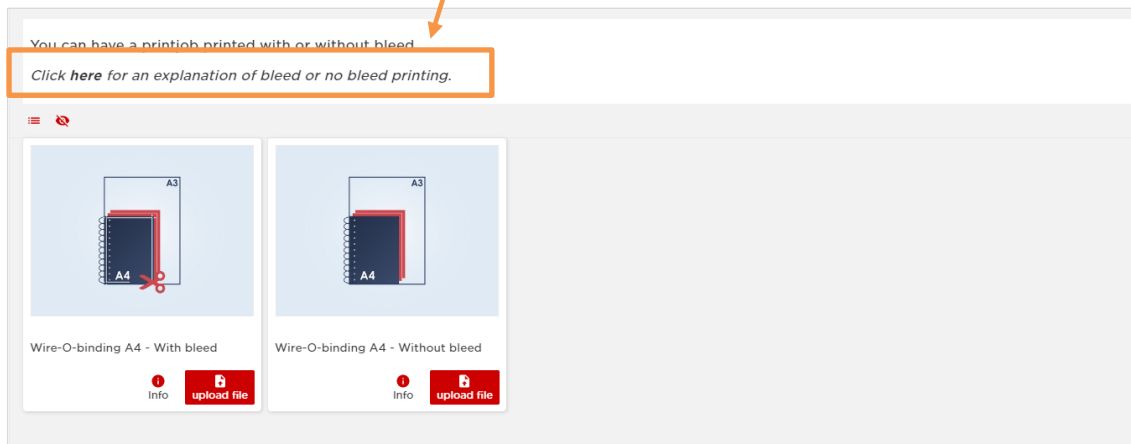 You can have a printjob printed with or without bleed
Click here for an explanation of bleed or no bleed printing.
A3
A4
A3
A4
Wire-O-binding A4 - With bleed
Wire-O-binding A4 - Without bleed
Info
upload file
Info
upload file